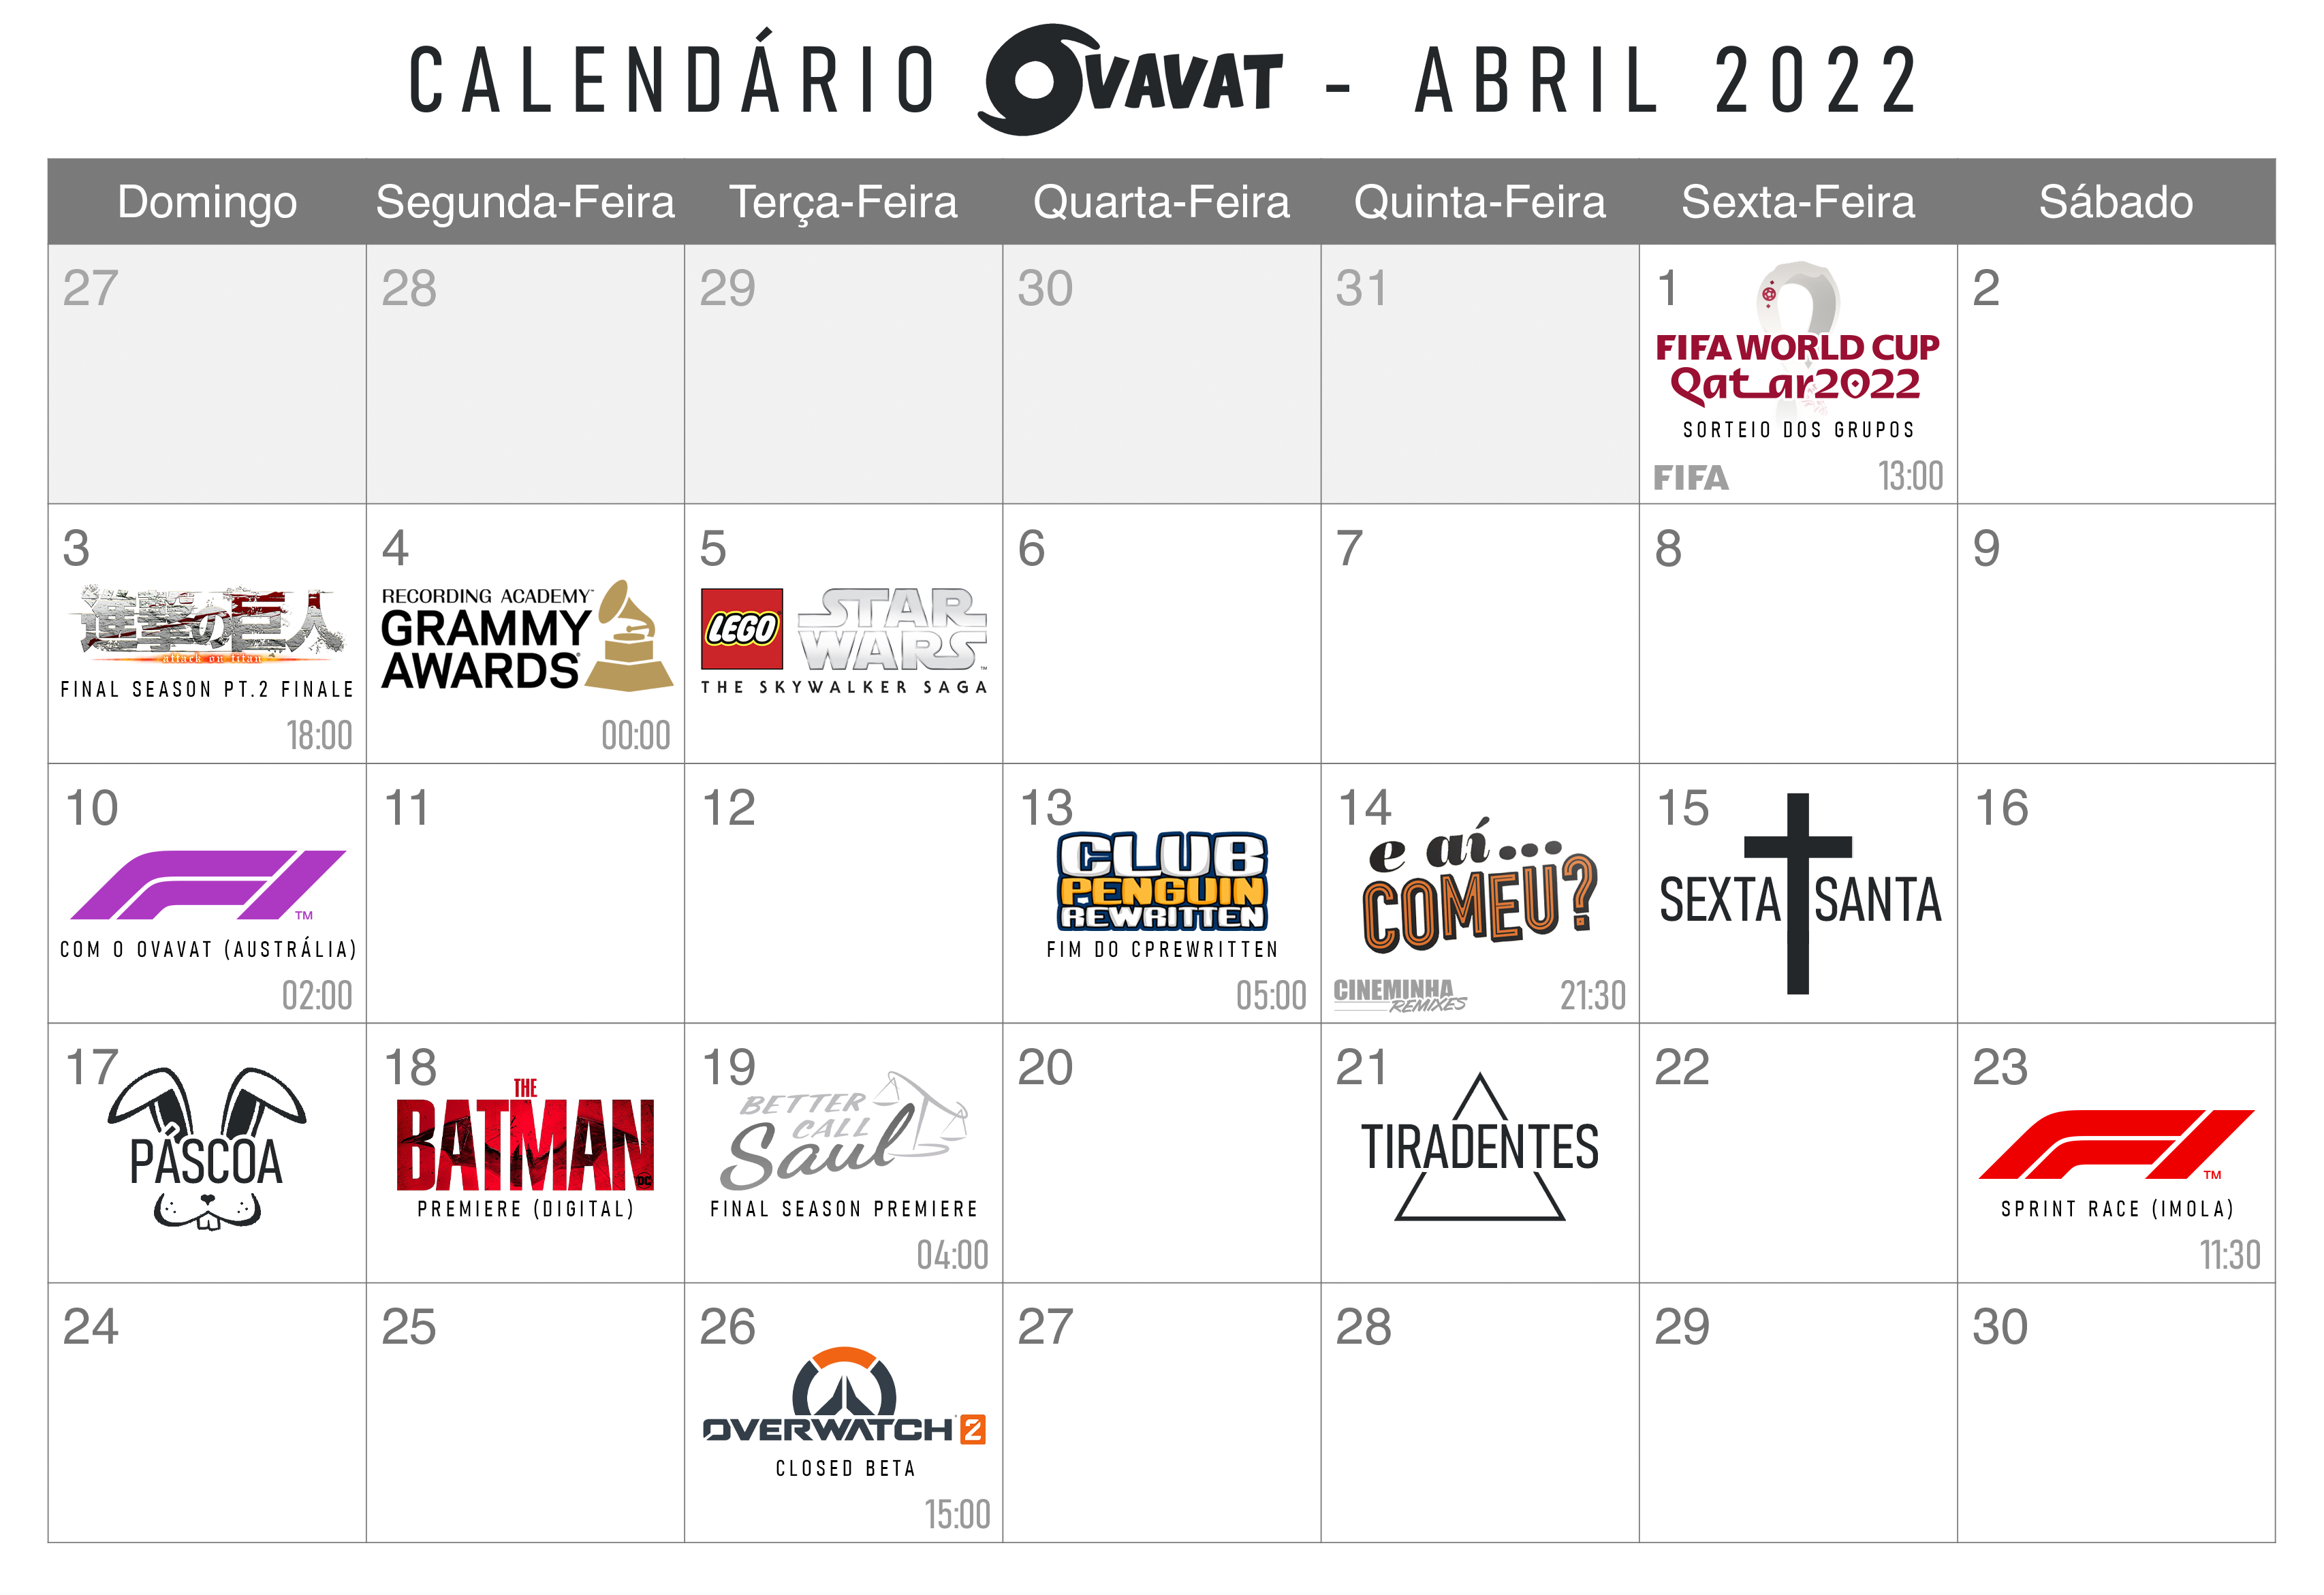 CALENDÁRIO OVAVAT - ABRIL 2022
Domingo Segunda-Feira Terça-Feira Quarta-Feira Quinta-Feira Sexta-Feira Sábado
27
28
29
30
31
1
FIFA WORLD CUP
Qatar2022
SORTEIO DOS GRUPOS
FIFA 13:00
2
3
進撃の巨人
attack on titan
FINAL SEASON PT.2 FINALE
18:00
4
RECORDING ACADEMY™
GRAMMY
AWARDS
00:00
5
LEGO STAR
WARS™
THE SKYWALKER SAGA
6
7
8
9
10
F1™
COM O OVAVAT (AUSTRÁLIA)
02:00
11
12
13
CLUB
PENGUIN
REWRITTEN
FIM DO CPREWRITTEN
05:00
14
e aí...
COMEU?
CINEMINHA
REMIXES
21:30
15
SEXTA SANTA
16
17
PÁSCOA
18
THE
BATMAN
DC
PREMIERE (DIGITAL)
19
BETTER
CALL
Saul
FINAL SEASON PREMIERE
04:00
20
21
TIRADENTES
22
23
F1™
SPRINT RACE (IMOLA)
11:30
24
25
26
OVERWATCH 2
CLOSED BETA
15:00
27
28
29
30